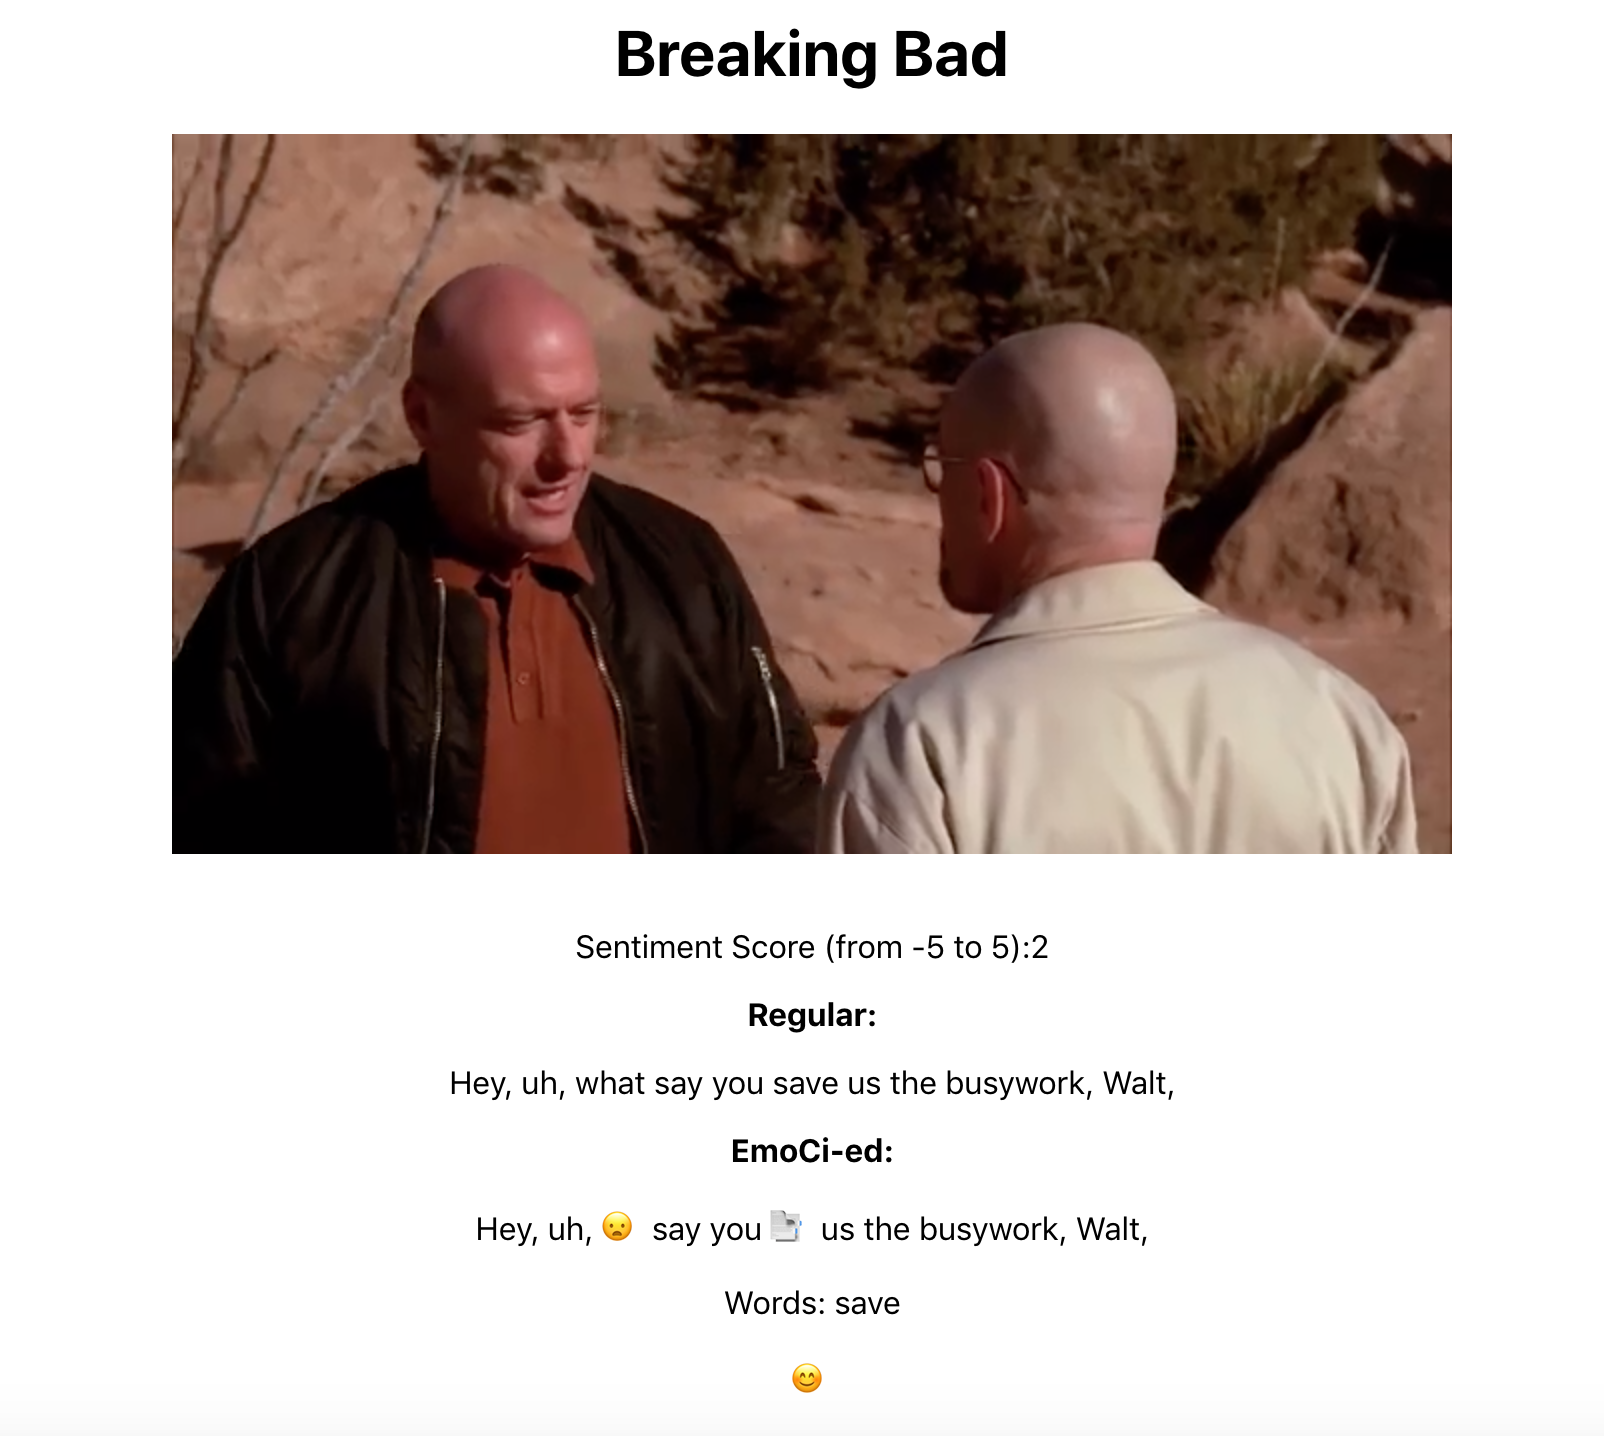 Breaking Bad
Sentiment Score (from -5 to 5):2
Regular:
Hey, uh, what say you save us the busywork, Walt,
EmoCi-ed:
Hey, uh, 😦 say you 📑 us the busywork, Walt,
Words: save
😊